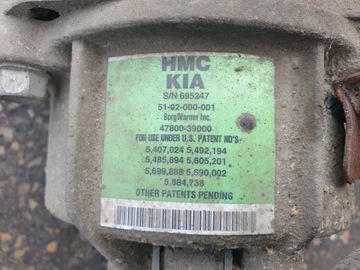 HMC
KIA
S/N 695247
51-02-000-001
BorgWarner Inc.
47800-39000
FOR USE UNDER U.S. PATENT NO'S
5,407,024 5,492,194
5,485,894 5,605,201
5,699,888 5,690,002
5,884,738
OTHER PATENTS PENDING